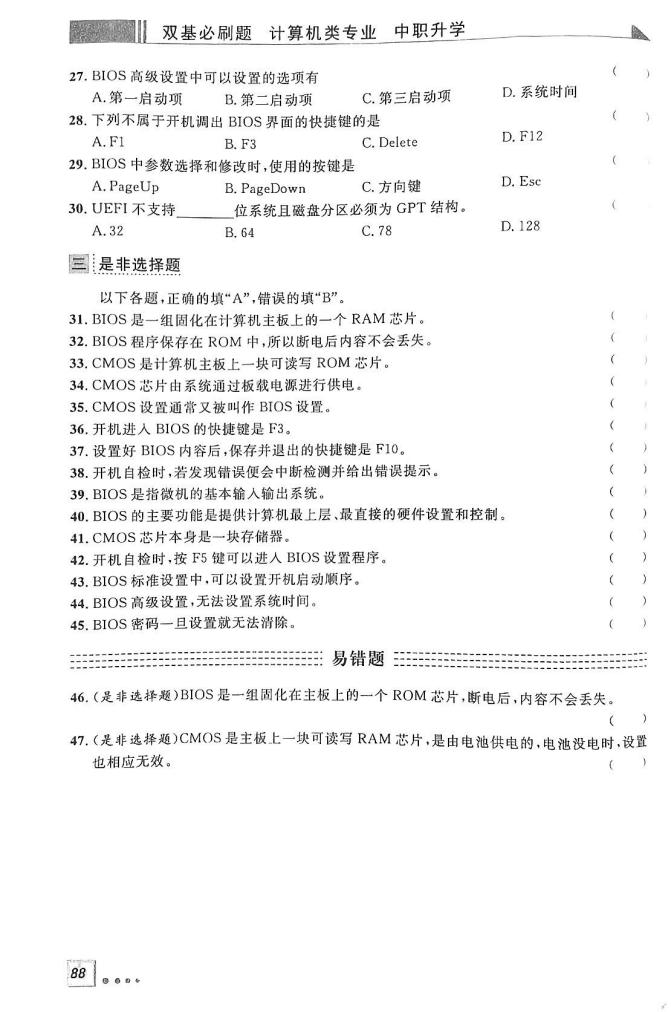 双基必刷题 计算机类专业 中职升学
27. BIOS 高级设置中可以设置的选项有 ( )
A. 第一启动项 B. 第二启动项 C. 第三启动项 D. 系统时间
28. 下列不属于开机调出 BIOS 界面的快捷键的是 ( )
A. F1 B. F3 C. Delete D. F12
29. BIOS 中参数选择和修改时,使用的按键是 ( )
A. PageUp B. PageDown C. 方向键 D. Esc
30. UEFI 不支持______位系统且磁盘分区必须为 GPT 结构。 (
A. 32 B. 64 C. 78 D. 128
三 是非选择题
以下各题,正确的填“A”,错误的填“B”。
31. BIOS 是一组固化在计算机主板上的一个 RAM 芯片。 ( )
32. BIOS 程序保存在 ROM 中,所以断电后内容不会丢失。 ( )
33. CMOS 是计算机主板上一块可读写 ROM 芯片。 ( )
34. CMOS 芯片由系统通过板载电源进行供电。 ( )
35. CMOS 设置通常又被叫作 BIOS 设置。 ( )
36. 开机进入 BIOS 的快捷键是 F3。 ( )
37. 设置好 BIOS 内容后,保存并退出的快捷键是 F10。 ( )
38. 开机自检时,若发现错误便会中断检测并给出错误提示。 ( )
39. BIOS 是指微机的基本输入输出系统。 ( )
40. BIOS 的主要功能是提供计算机最上层、最直接的硬件设置和控制。 ( )
41. CMOS 芯片本身是一块存储器。 ( )
42. 开机自检时,按 F5 键可以进入 BIOS 设置程序。 ( )
43. BIOS 标准设置中,可以设置开机启动顺序。 ( )
44. BIOS 高级设置,无法设置系统时间。 ( )
45. BIOS 密码一旦设置就无法清除。 ( )
易错题
46. (是非选择题)BIOS 是一组固化在主板上的一个 ROM 芯片,断电后,内容不会丢失。
( )
47. (是非选择题)CMOS 是主板上一块可读写 RAM 芯片,是由电池供电的,电池没电时,设置
也相应无效。 ( )
88